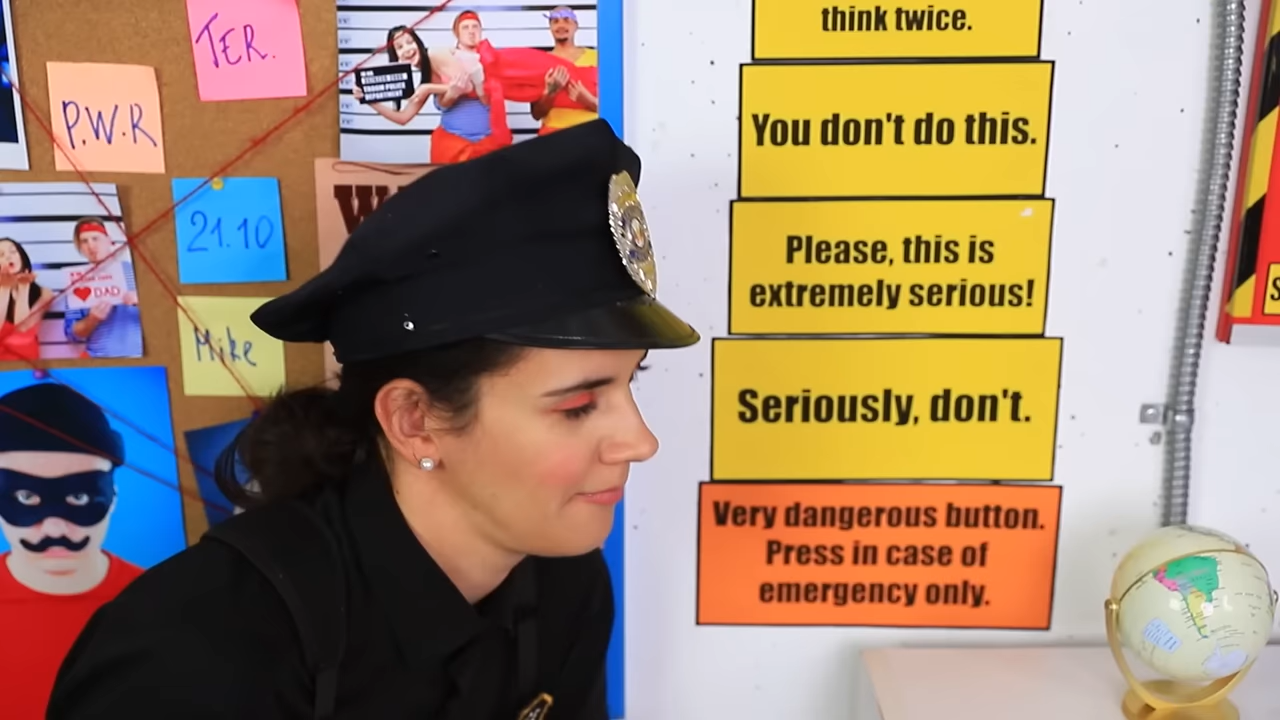 TER.
P.W.R
21.10
Mike
DAD
think twice.
You don't do this.
Please, this is
extremely serious!
Seriously, don't.
Very dangerous button.
Press in case of
emergency only.